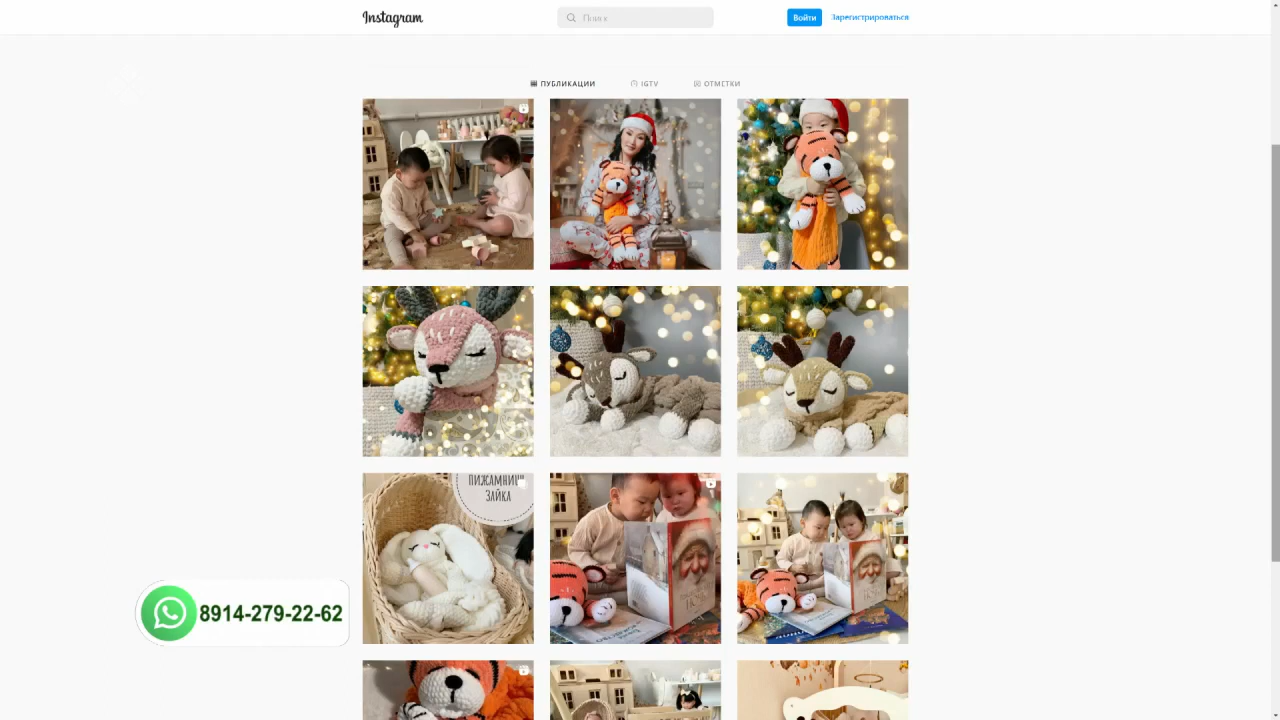 Instagram
Поиск
Войти
Зарегистрироваться
ПУБЛИКАЦИИ
IGTV
ОТМЕТКИ
ПИЖАМНИЦА
ЗАЙКА
8914-279-22-62